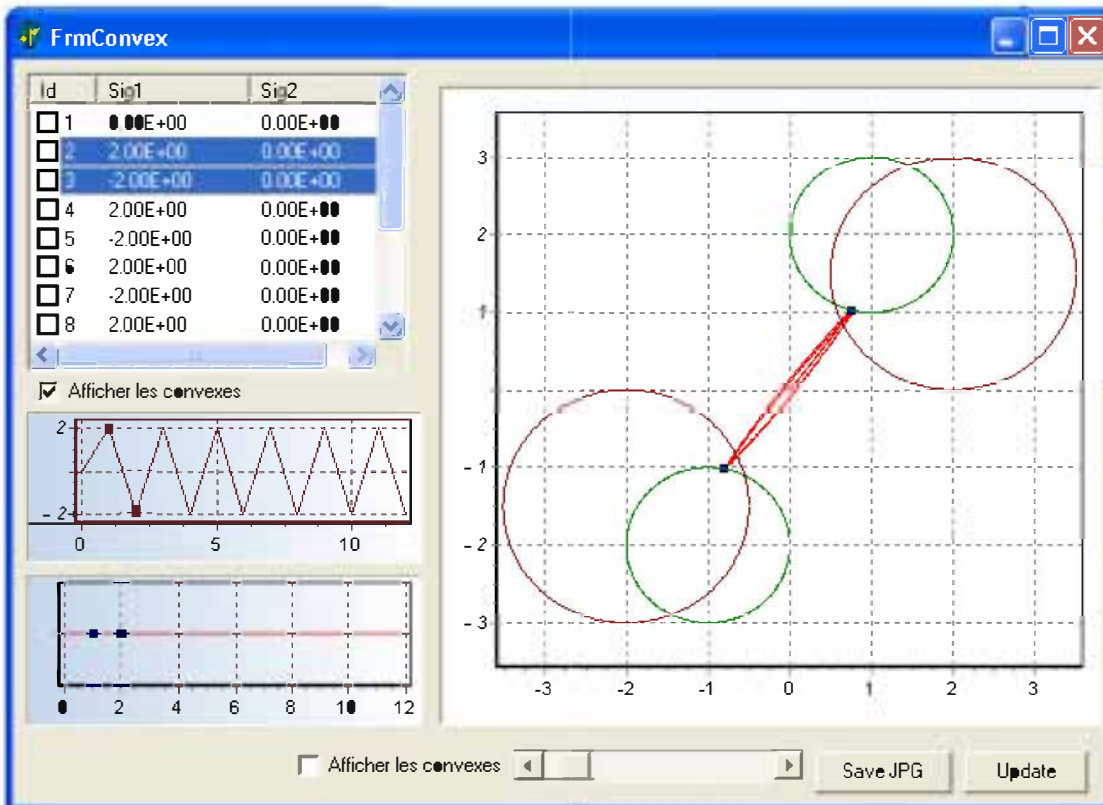 FrmConvex
Id Sig1 Sig2
1 0.00E+00 0.00E+00
2 2.00E+00 0.00E+00
3 -2.00E+00 0.00E+00
4 2.00E+00 0.00E+00
5 -2.00E+00 0.00E+00
6 2.00E+00 0.00E+00
7 -2.00E+00 0.00E+00
8 2.00E+00 0.00E+00
Afficher les convexes
2
-2
0 5 10
0 2 4 6 8 10 12
3
2
1
-1
-2
-3
-3 -2 -1 0 1 2 3
Afficher les convexes
Save JPG
Update